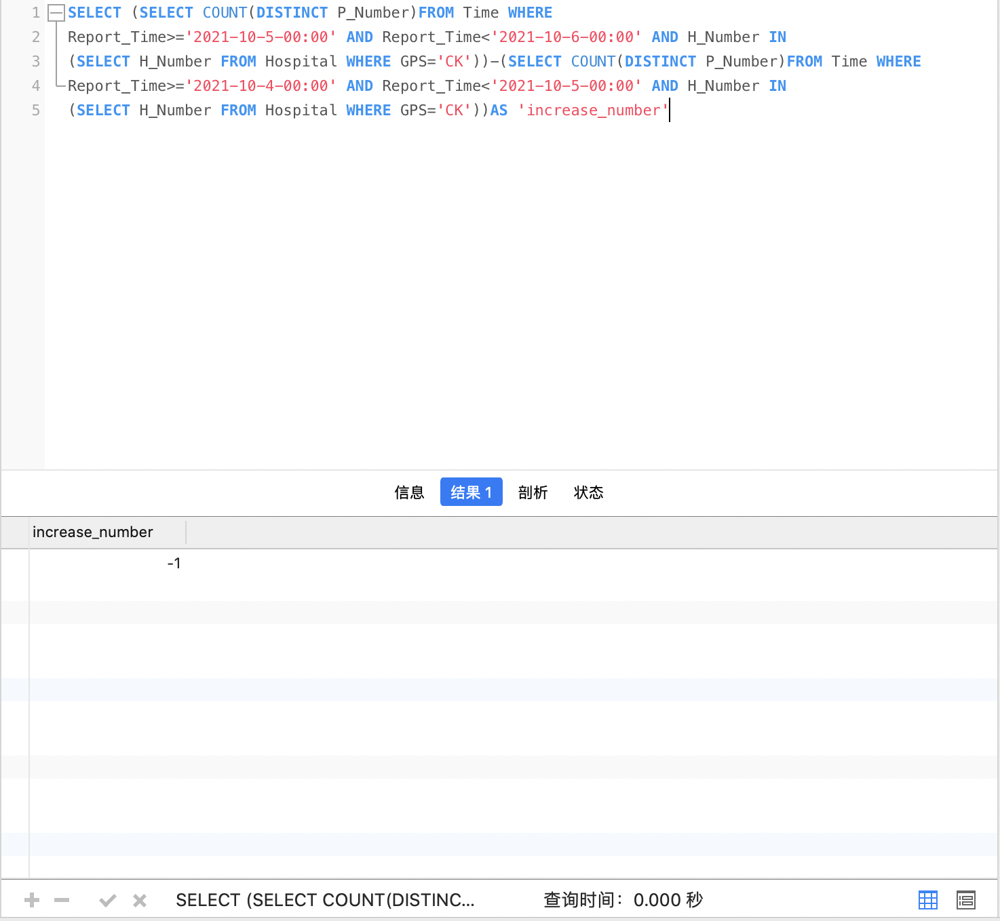 1 SELECT (SELECT COUNT(DISTINCT P_Number)FROM Time WHERE
2 Report_Time>='2021-10-5-00:00' AND Report_Time<'2021-10-6-00:00' AND H_Number IN
3 (SELECT H_Number FROM Hospital WHERE GPS='CK'))-(SELECT COUNT(DISTINCT P_Number)FROM Time WHERE
4 Report_Time>='2021-10-4-00:00' AND Report_Time<'2021-10-5-00:00' AND H_Number IN
5 (SELECT H_Number FROM Hospital WHERE GPS='CK'))AS 'increase_number'
信息 结果 1 剖析 状态
increase_number
-1
SELECT (SELECT COUNT(DISTINC... 查询时间：0.000 秒